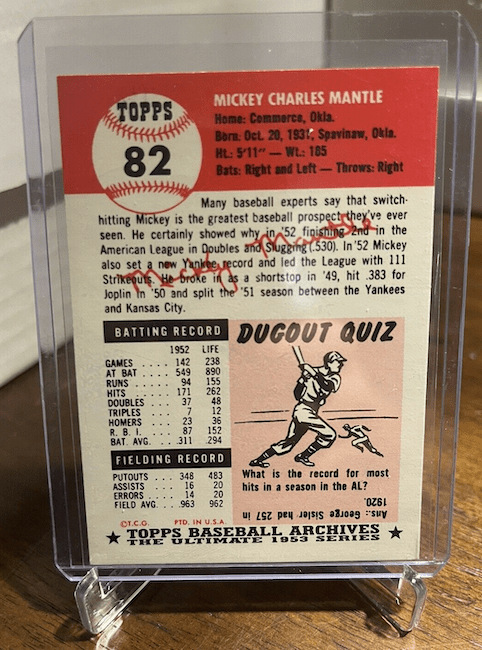 TOPPS
82
MICKEY CHARLES MANTLE
Home: Commerce, Okla.
Born: Oct. 20, 1931, Spavinaw, Okla.
Ht.: 5'11" — Wt.: 185
Bats: Right and Left — Throws: Right
Many baseball experts say that switch-
hitting Mickey is the greatest baseball prospect they've ever
seen. He certainly showed why in '52 finishing 2nd in the
American League in Doubles and Slugging (.530). In '52 Mickey
also set a new Yankee record and led the League with 111
Strikeouts. He broke in as a shortstop in '49, hit .383 for
Joplin in '50 and split the '51 season between the Yankees
and Kansas City.
Mickey Mantle
BATTING RECORD
1952 LIFE
GAMES .... 142 238
AT BAT .... 549 890
RUNS .... 94 155
HITS .... 171 262
DOUBLES .. 37 48
TRIPLES ... 7 12
HOMERS .. 23 36
R. B. I. .... 87 152
BAT. AVG. . .311 .294
FIELDING RECORD
PUTOUTS ... 348 483
ASSISTS .... 16 20
ERRORS .... 14 20
FIELD AVG. . .963 962
DUGOUT QUIZ
What is the record for most
hits in a season in the AL?
Ans.: George Sisler had 257 in
1920.
©T.C.G. PTD. IN U.S.A.
★ TOPPS BASEBALL ARCHIVES ★
THE ULTIMATE 1953 SERIES